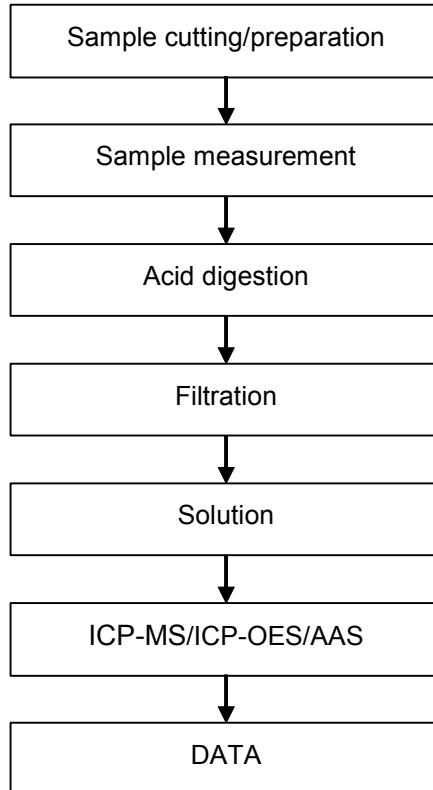 Sample cutting/preparation
Sample measurement
Acid digestion
Filtration
Solution
ICP-MS/ICP-OES/AAS
DATA